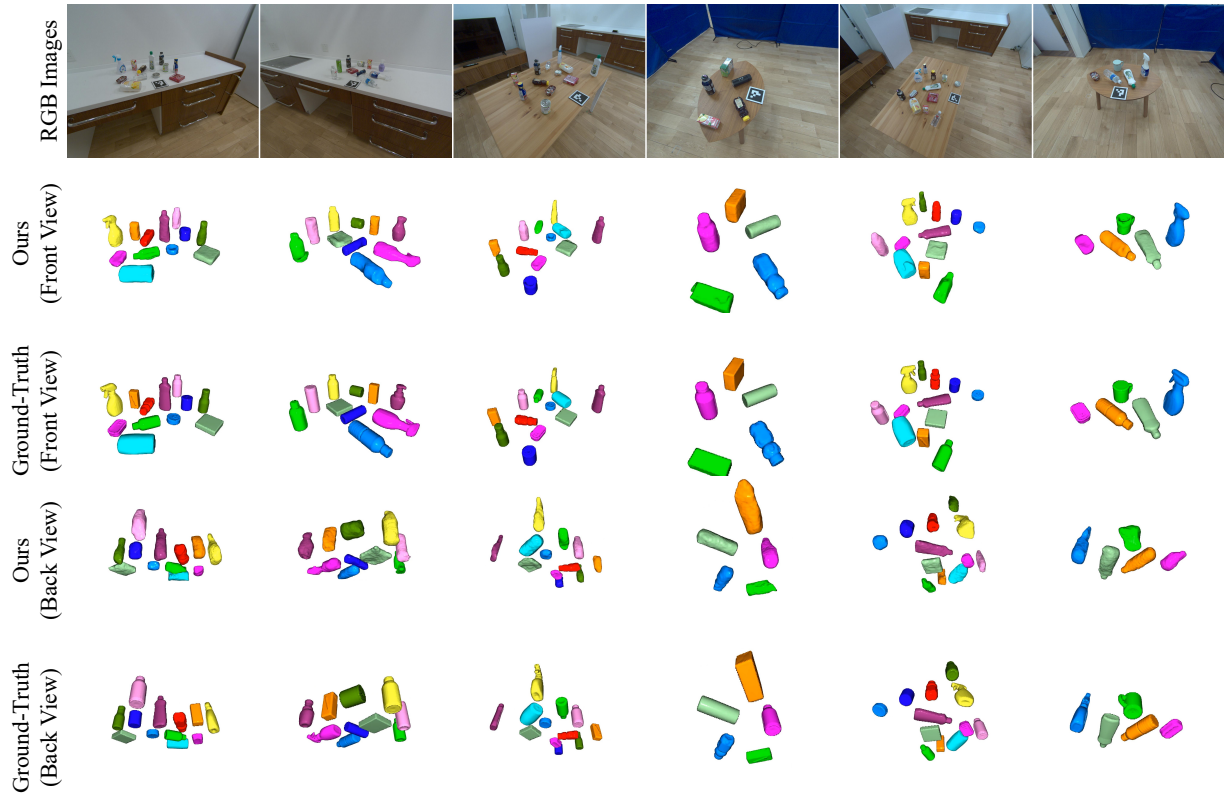 RGB Images
Ours
(Front View)
Ground-Truth
(Front View)
Ours
(Back View)
Ground-Truth
(Back View)